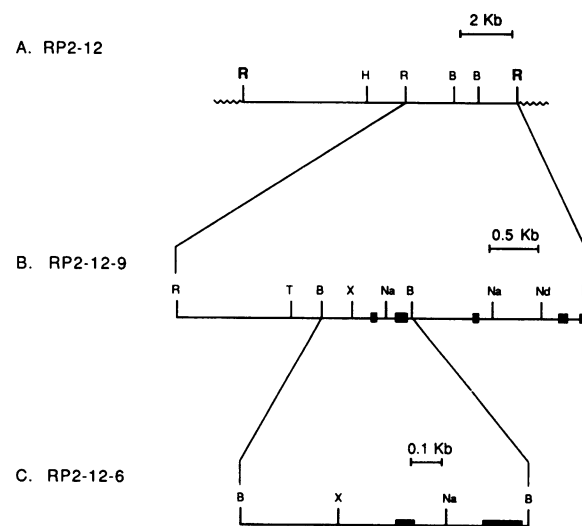 2 Kb
A. RP2-12
R H R B B R
0.5 Kb
B. RP2-12-9
R T B X Na B Na Nd
0.1 Kb
C. RP2-12-6
B X Na B